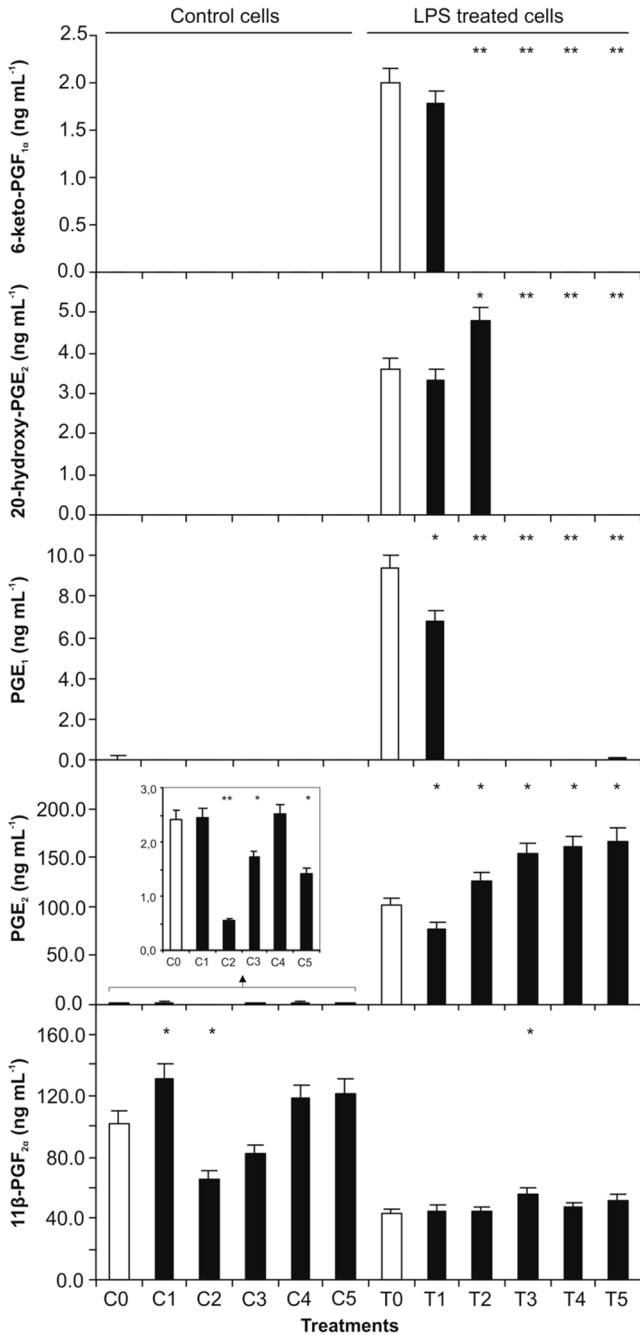 Control cells LPS treated cells
6-keto-PGF1α (ng mL-1)
2.5
2.0
1.5
1.0
0.5
0.0
** ** ** **
20-hydroxy-PGE2 (ng mL-1)
5.0
4.0
3.0
2.0
1.0
0.0
* ** ** **
PGE1 (ng mL-1)
10.0
8.0
6.0
4.0
2.0
0.0
* ** ** ** **
PGE2 (ng mL-1)
200.0
150.0
100.0
50.0
0.0
3,0
2,0
1,0
0,0
** * *
C0 C1 C2 C3 C4 C5
* * * * *
11β-PGF2α (ng mL-1)
160.0
120.0
80.0
40.0
0.0
* * *
C0 C1 C2 C3 C4 C5 T0 T1 T2 T3 T4 T5
Treatments